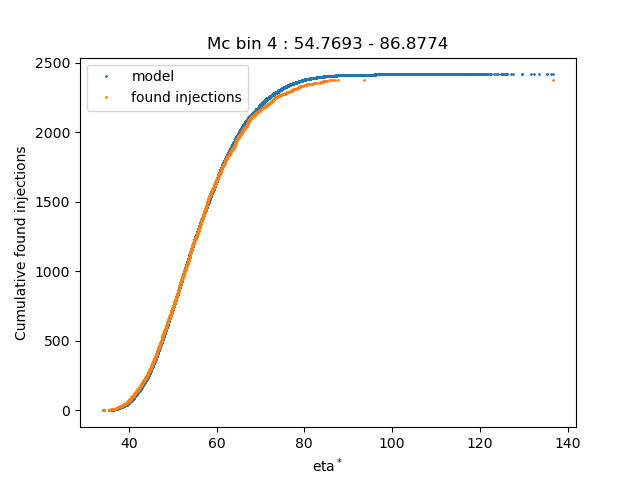 Mc bin 4 : 54.7693 - 86.8774
model
found injections
Cumulative found injections
2500
2000
1500
1000
500
0
40 60 80 100 120 140
eta*